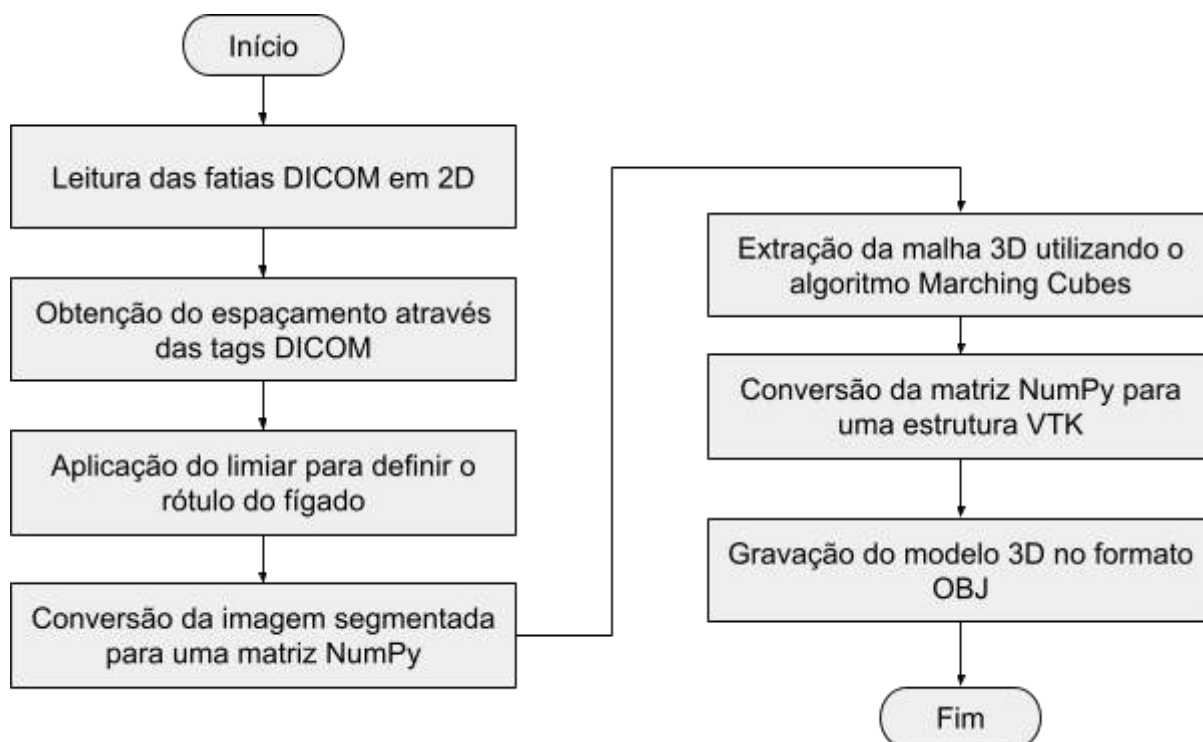 Início
Leitura das fatias DICOM em 2D
Obtenção do espaçamento através
das tags DICOM
Aplicação do limiar para definir o
rótulo do fígado
Conversão da imagem segmentada
para uma matriz NumPy
Extração da malha 3D utilizando o
algoritmo Marching Cubes
Conversão da matriz NumPy para
uma estrutura VTK
Gravação do modelo 3D no formato
OBJ
Fim